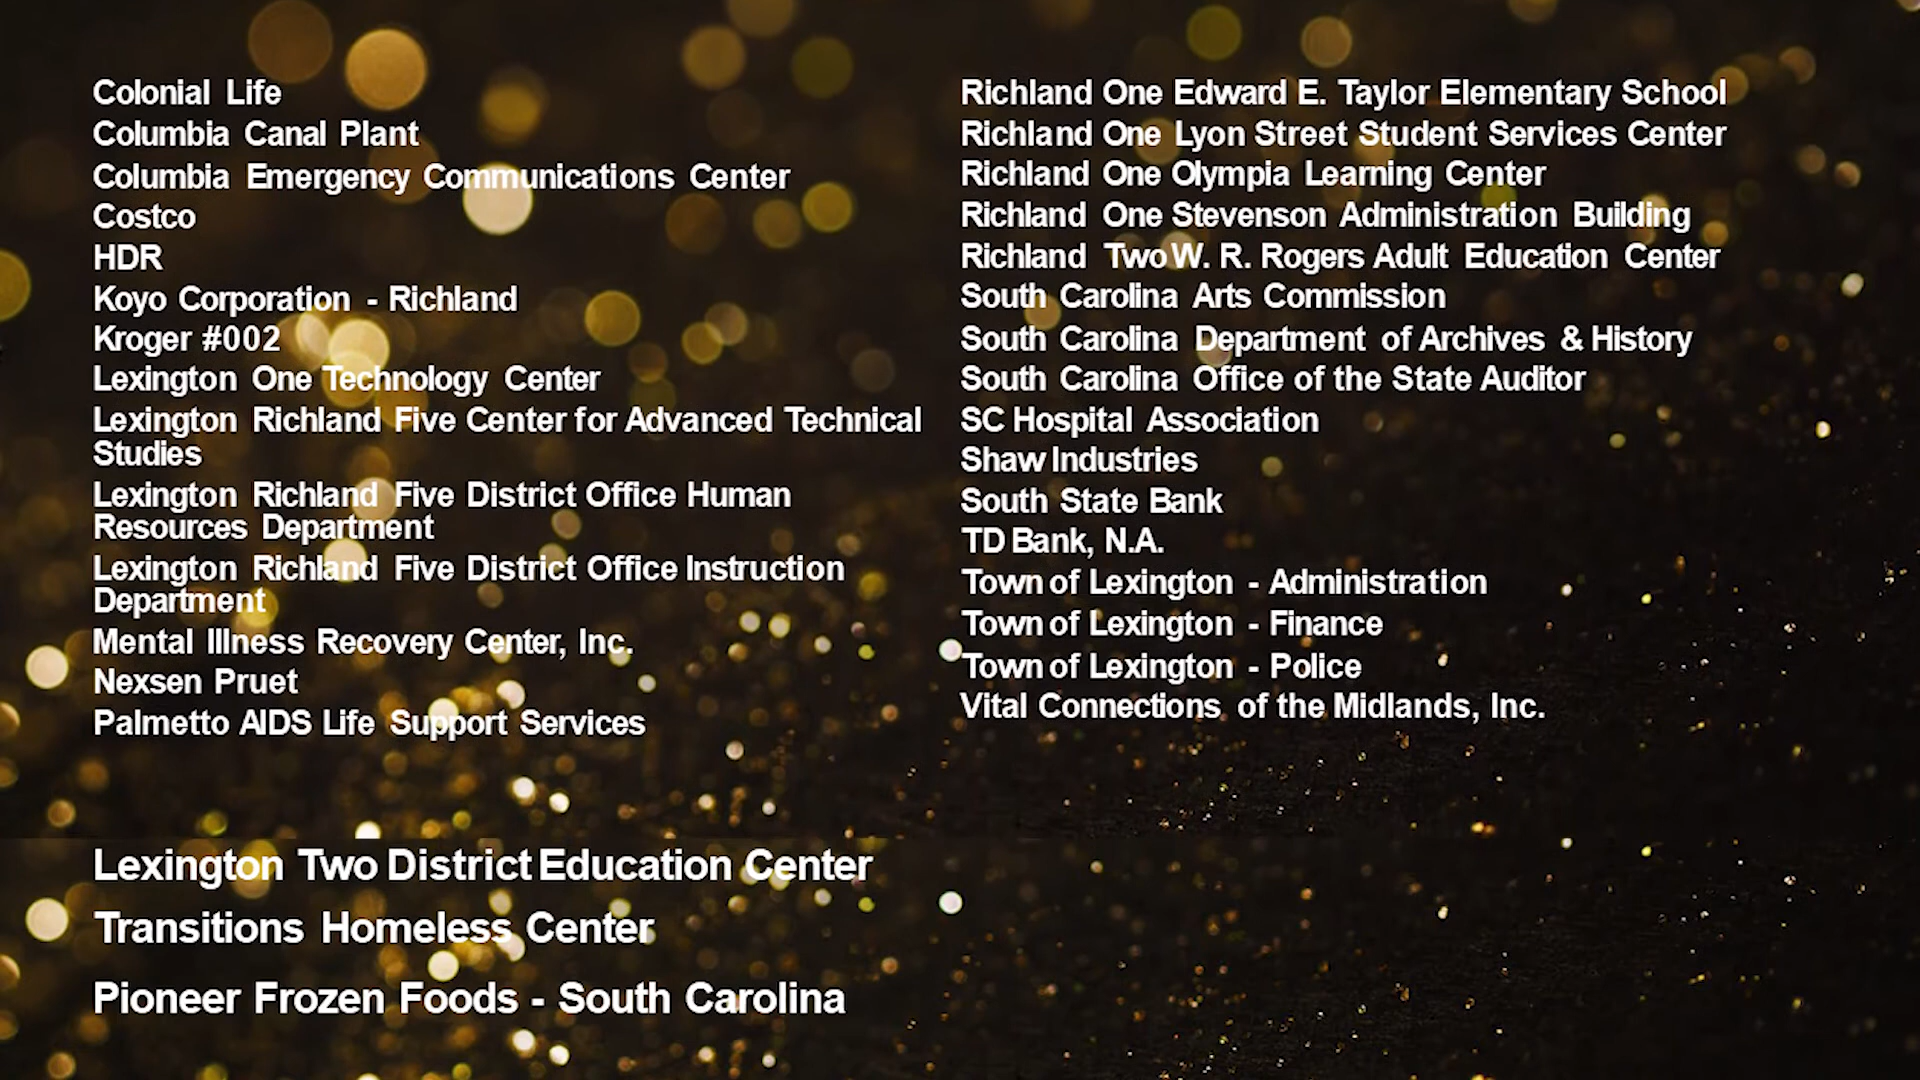 Colonial Life
Columbia Canal Plant
Columbia Emergency Communications Center
Costco
HDR
Koyo Corporation - Richland
Kroger #002
Lexington One Technology Center
Lexington Richland Five Center for Advanced Technical
Studies
Lexington Richland Five District Office Human
Resources Department
Lexington Richland Five District Office Instruction
Department
Mental Illness Recovery Center, Inc.
Nexsen Pruet
Palmetto AIDS Life Support Services
Richland One Edward E. Taylor Elementary School
Richland One Lyon Street Student Services Center
Richland One Olympia Learning Center
Richland One Stevenson Administration Building
Richland Two W. R. Rogers Adult Education Center
South Carolina Arts Commission
South Carolina Department of Archives & History
South Carolina Office of the State Auditor
SC Hospital Association
Shaw Industries
South State Bank
TD Bank, N.A.
Town of Lexington - Administration
Town of Lexington - Finance
Town of Lexington - Police
Vital Connections of the Midlands, Inc.
Lexington Two District Education Center
Transitions Homeless Center
Pioneer Frozen Foods - South Carolina